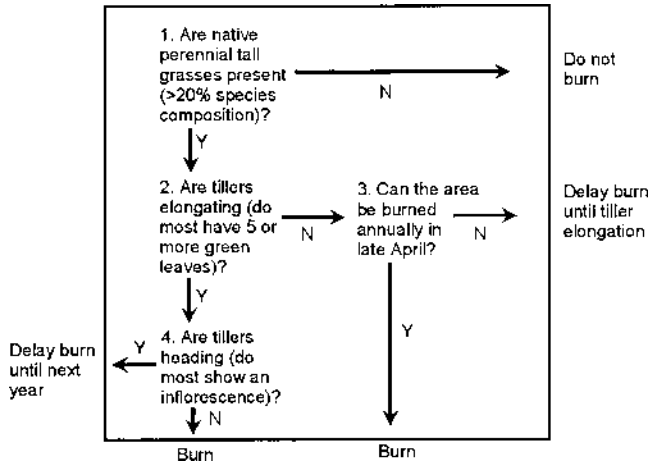 1. Are native
perennial tall
grasses present
(>20% species
composition)?
N
Do not
burn
Y
2. Are tillers
elongating (do
most have 5 or
more green
leaves)?
N
3. Can the area
be burned
annually in
late April?
N
Delay burn
until tiller
elongation
Y
Y
4. Are tillers
heading (do
most show an
inflorescence)?
Y
Delay burn
until next
year
N
Burn
Burn